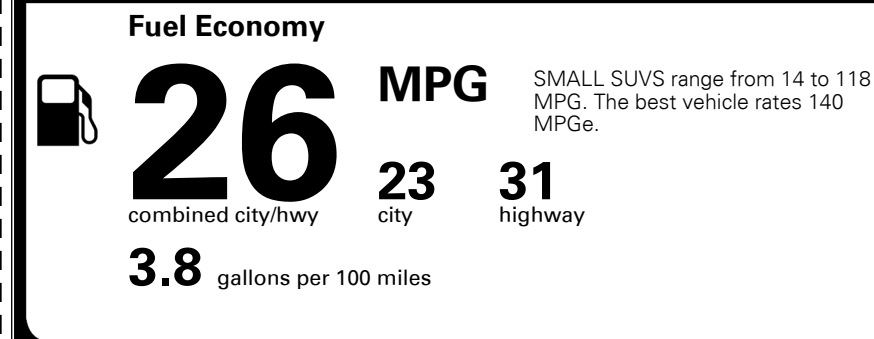 Fuel Economy
26
MPG
SMALL SUVS range from 14 to 118
MPG. The best vehicle rates 140
MPGe.
combined city/hwy
23
city
31
highway
3.8 gallons per 100 miles